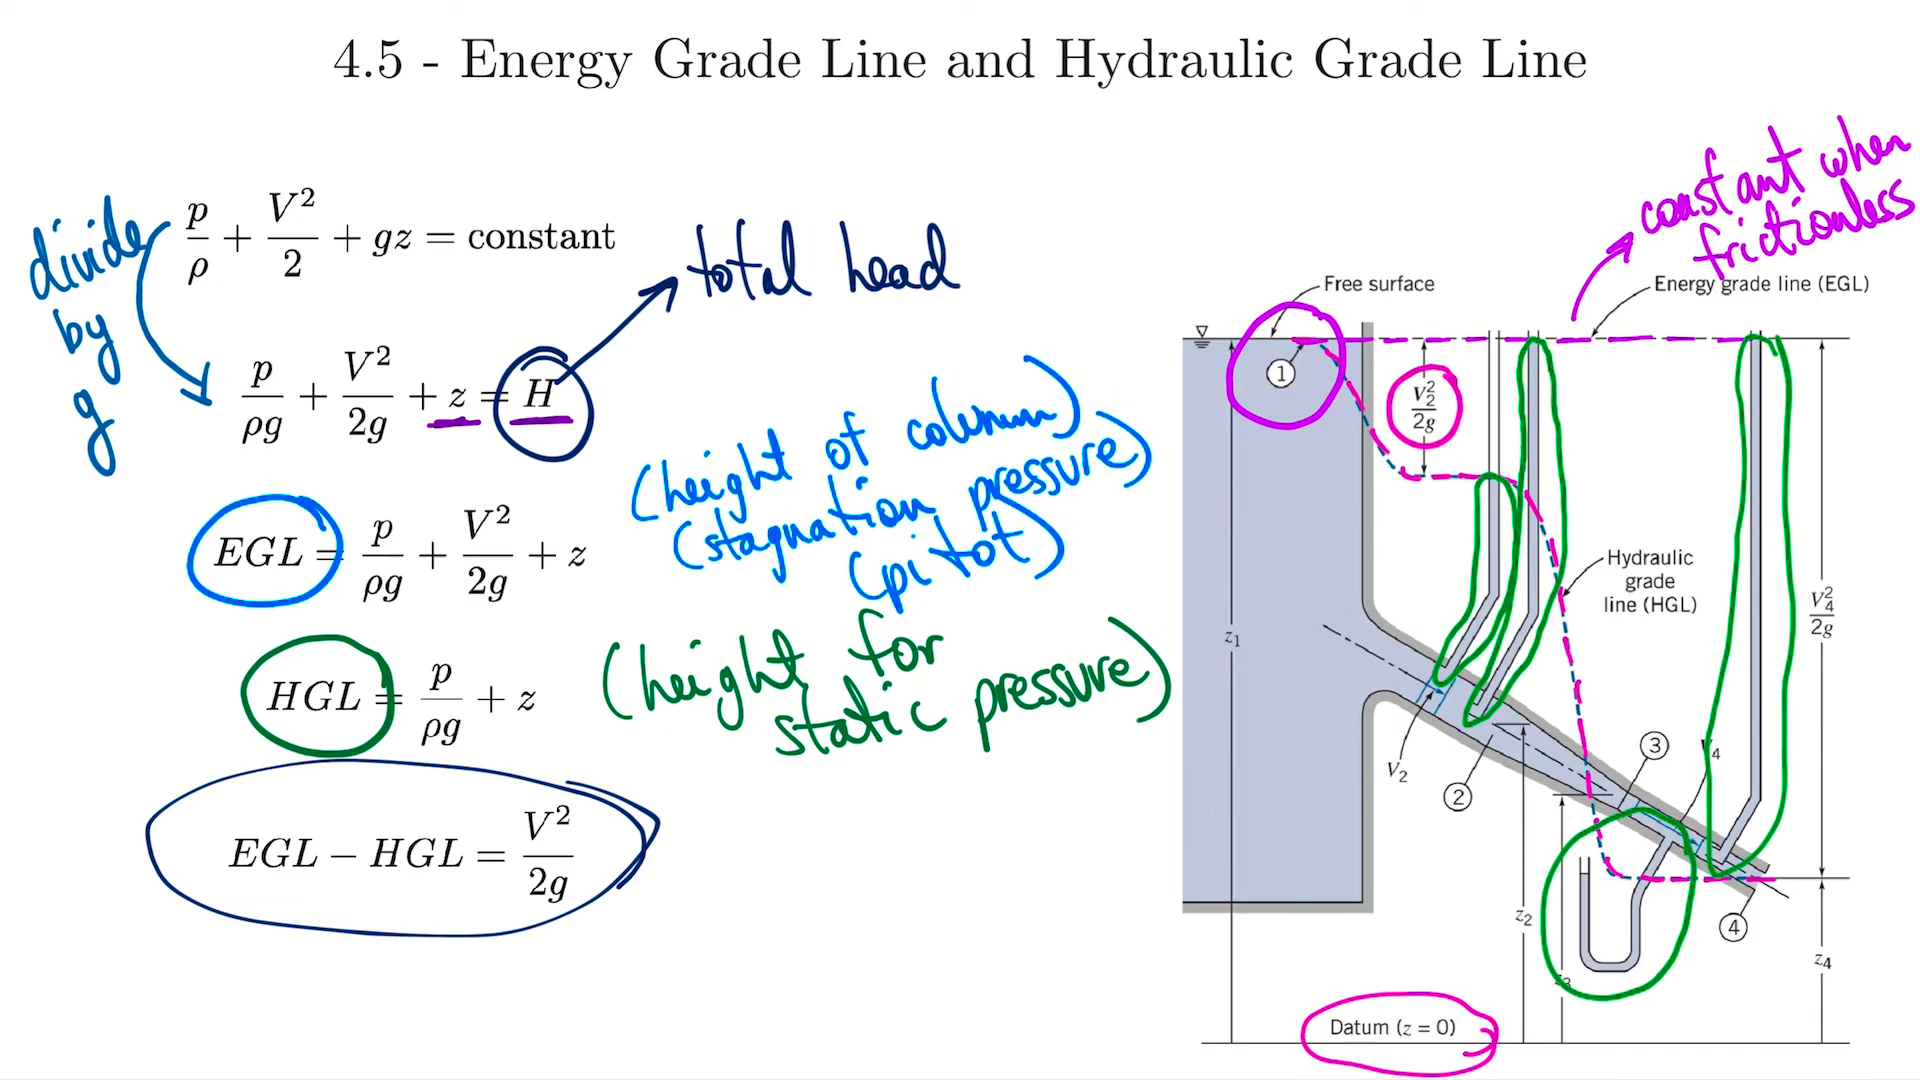 4.5 - Energy Grade Line and Hydraulic Grade Line
divide
by
g
p/ρ + V²/2 + gz = constant
p/ρg + V²/2g + z = H
total head
EGL = p/ρg + V²/2g + z
(height of column)
(stagnation pressure)
(pitot)
HGL = p/ρg + z
(height for
static pressure)
EGL − HGL = V²/2g
constant when
frictionless
Free surface
Energy grade line (EGL)
1
V₂²/2g
Hydraulic
grade
line (HGL)
V₄²/2g
z₁
V₂
2
3
V₄
z₂
z₃
4
z₄
Datum (z = 0)